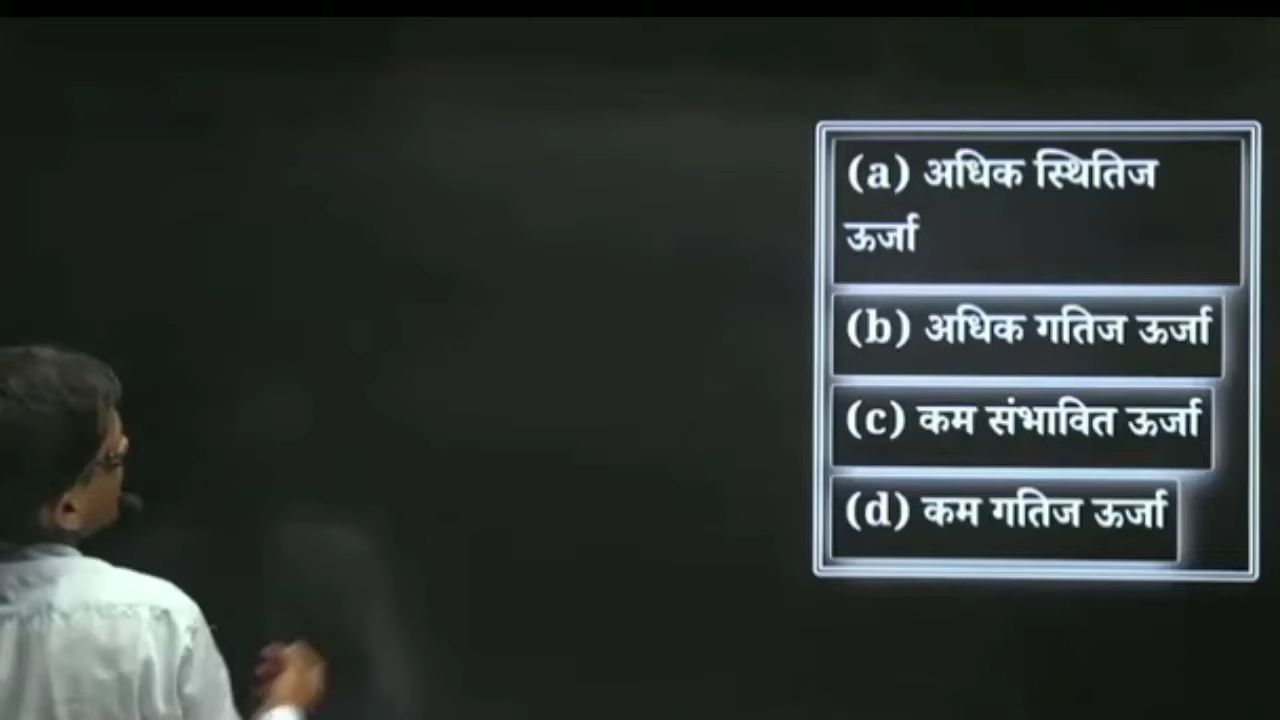 (a) अधिक स्थितिज
ऊर्जा
(b) अधिक गतिज ऊर्जा
(c) कम संभावित ऊर्जा
(d) कम गतिज ऊर्जा